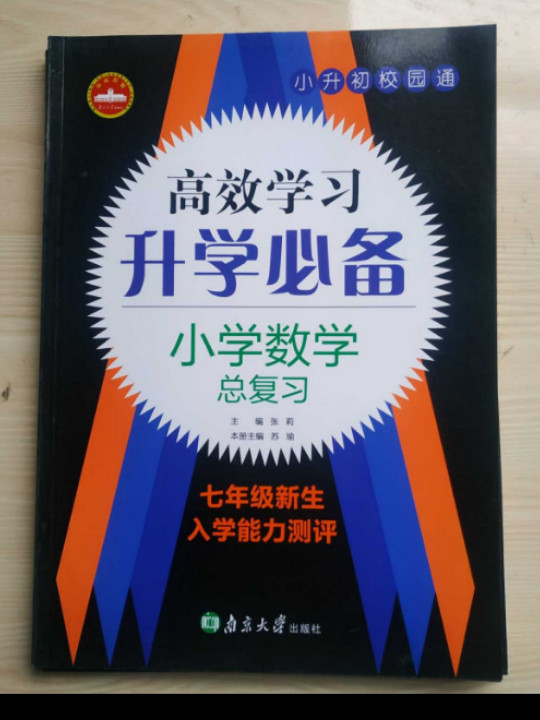 小升初校园通
高效学习
升学必备
小学数学
总复习
主 编 张 莉
本册主编 苏 瑜
七年级新生
入学能力测评
南京大学出版社